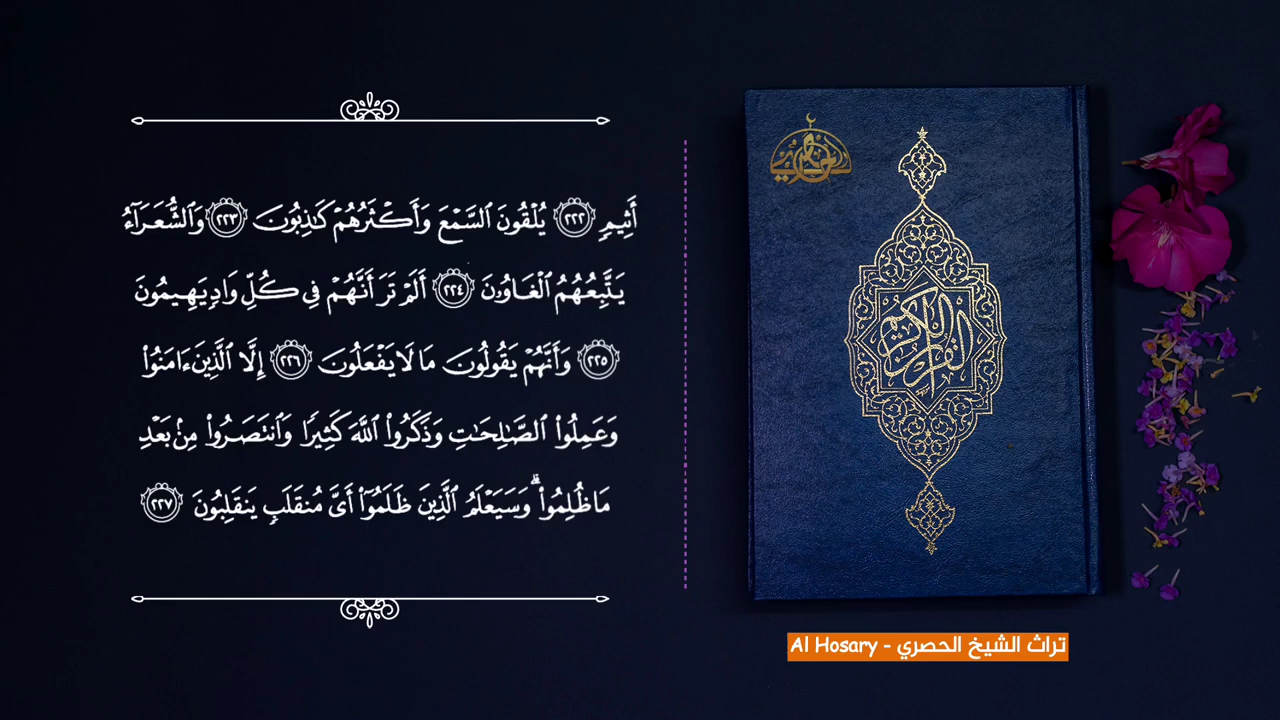 أَثِيمٍ ﴿٢٢٢﴾ يُلْقُونَ ٱلسَّمْعَ وَأَكْثَرُهُمْ كَٰذِبُونَ ﴿٢٢٣﴾ وَٱلشُّعَرَآءُ
يَتَّبِعُهُمُ ٱلْغَاوُۥنَ ﴿٢٢٤﴾ أَلَمْ تَرَ أَنَّهُمْ فِى كُلِّ وَادٍ يَهِيمُونَ
﴿٢٢٥﴾ وَأَنَّهُمْ يَقُولُونَ مَا لَا يَفْعَلُونَ ﴿٢٢٦﴾ إِلَّا ٱلَّذِينَ ءَامَنُوا۟
وَعَمِلُوا۟ ٱلصَّٰلِحَٰتِ وَذَكَرُوا۟ ٱللَّهَ كَثِيرًا وَٱنتَصَرُوا۟ مِنۢ بَعْدِ
مَا ظُلِمُوا۟ ۗ وَسَيَعْلَمُ ٱلَّذِينَ ظَلَمُوٓا۟ أَىَّ مُنقَلَبٍ يَنقَلِبُونَ ﴿٢٢٧﴾
الحصري
القرآن الكريم
تراث الشيخ الحصري - Al Hosary